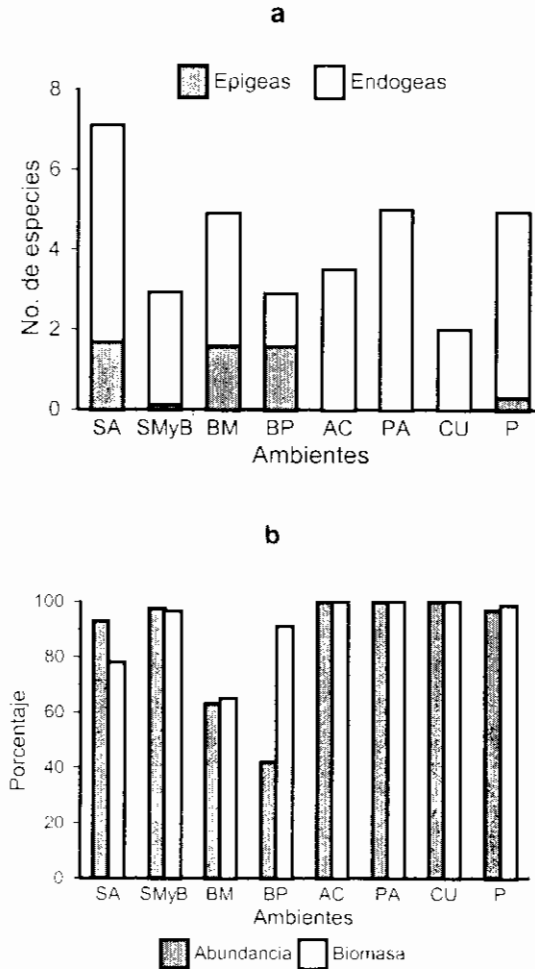 a
Epigeas Endogeas
No. de especies
8
6
4
2
0
SA SMyB BM BP AC PA CU P
Ambientes
b
Porcentaje
100
80
60
40
20
0
SA SMyB BM BP AC PA CU P
Ambientes
Abundancia Biomasa